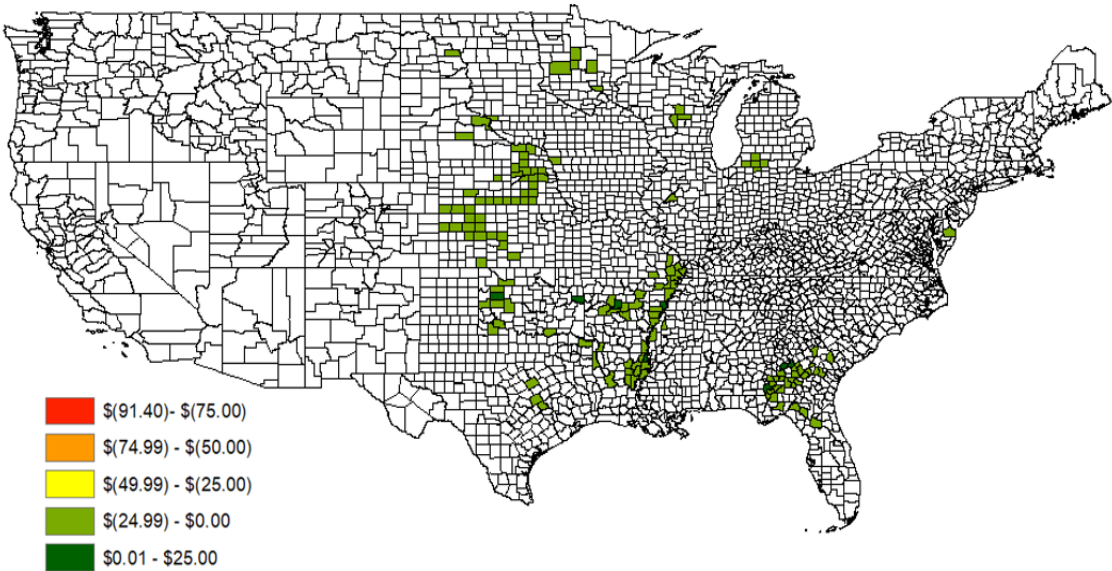 $(91.40)- $(75.00)
$(74.99) - $(50.00)
$(49.99) - $(25.00)
$(24.99) - $0.00
$0.01 - $25.00